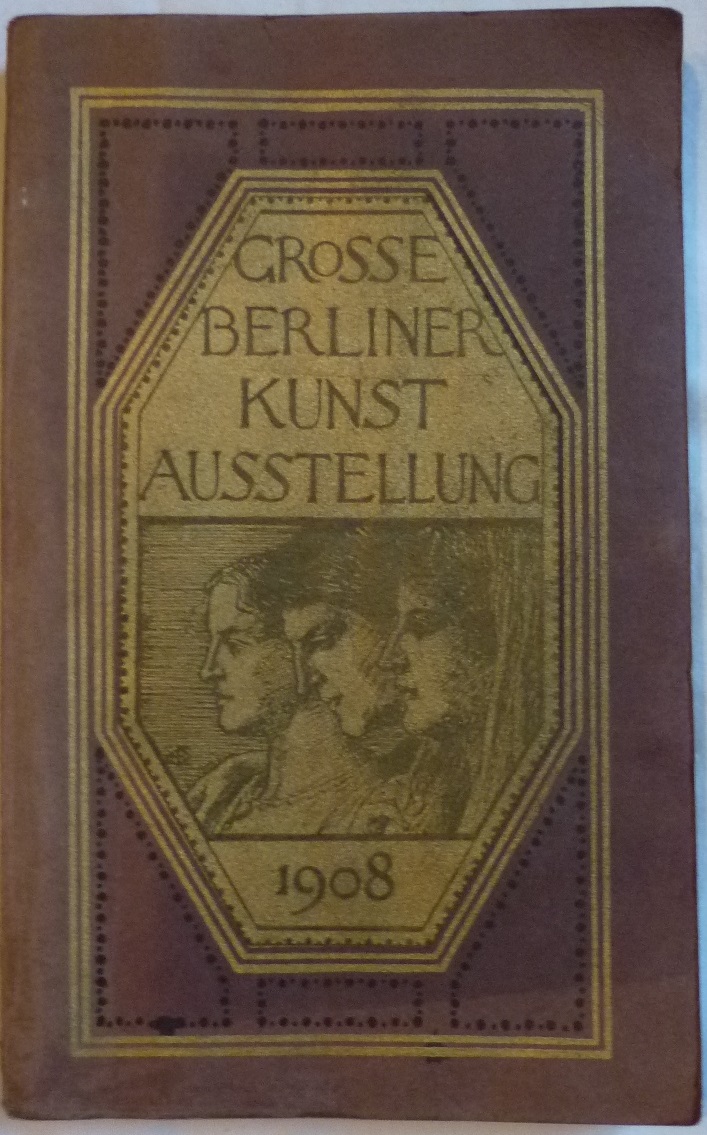 GROSSE
BERLINER
KUNST
AUSSTELLUNG
1908